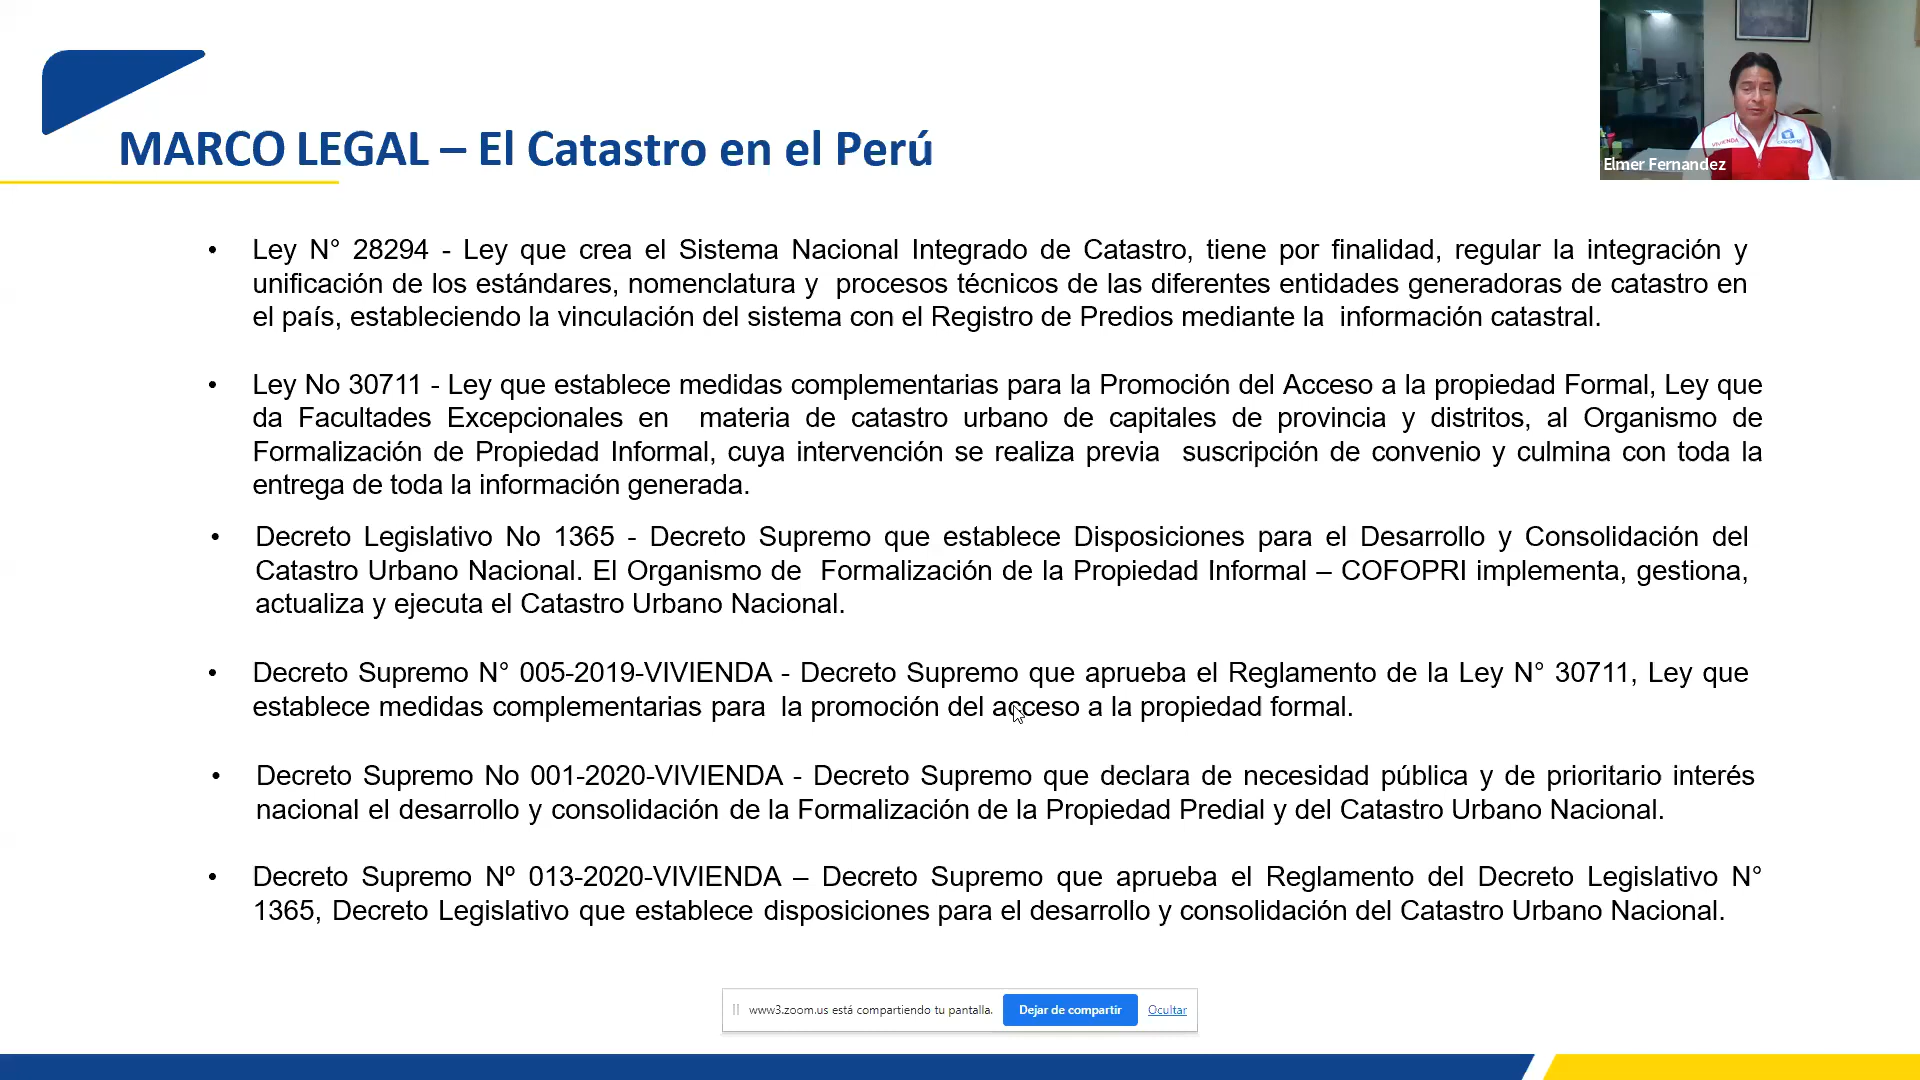 MARCO LEGAL – El Catastro en el Perú
VIVIENDA
Elmer Fernandez
• Ley N° 28294 - Ley que crea el Sistema Nacional Integrado de Catastro, tiene por finalidad, regular la integración y
unificación de los estándares, nomenclatura y procesos técnicos de las diferentes entidades generadoras de catastro en
el país, estableciendo la vinculación del sistema con el Registro de Predios mediante la información catastral.
• Ley No 30711 - Ley que establece medidas complementarias para la Promoción del Acceso a la propiedad Formal, Ley que
da Facultades Excepcionales en materia de catastro urbano de capitales de provincia y distritos, al Organismo de
Formalización de Propiedad Informal, cuya intervención se realiza previa suscripción de convenio y culmina con toda la
entrega de toda la información generada.
• Decreto Legislativo No 1365 - Decreto Supremo que establece Disposiciones para el Desarrollo y Consolidación del
Catastro Urbano Nacional. El Organismo de Formalización de la Propiedad Informal – COFOPRI implementa, gestiona,
actualiza y ejecuta el Catastro Urbano Nacional.
• Decreto Supremo N° 005-2019-VIVIENDA - Decreto Supremo que aprueba el Reglamento de la Ley N° 30711, Ley que
establece medidas complementarias para la promoción del acceso a la propiedad formal.
• Decreto Supremo No 001-2020-VIVIENDA - Decreto Supremo que declara de necesidad pública y de prioritario interés
nacional el desarrollo y consolidación de la Formalización de la Propiedad Predial y del Catastro Urbano Nacional.
• Decreto Supremo Nº 013-2020-VIVIENDA – Decreto Supremo que aprueba el Reglamento del Decreto Legislativo N°
1365, Decreto Legislativo que establece disposiciones para el desarrollo y consolidación del Catastro Urbano Nacional.
www3.zoom.us está compartiendo tu pantalla. Dejar de compartir Ocultar